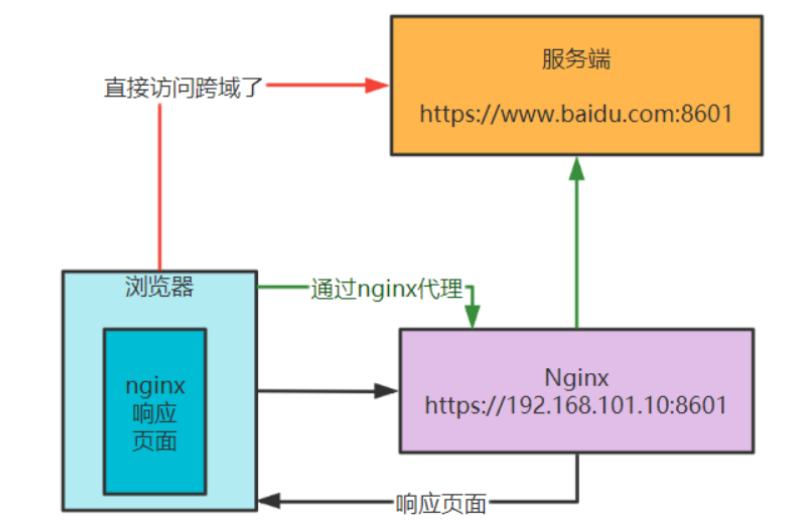 服务端
直接访问跨域了
https://www.baidu.com:8601
浏览器
通过nginx代理
nginx
响应
页面
Nginx
https://192.168.101.10:8601
响应页面